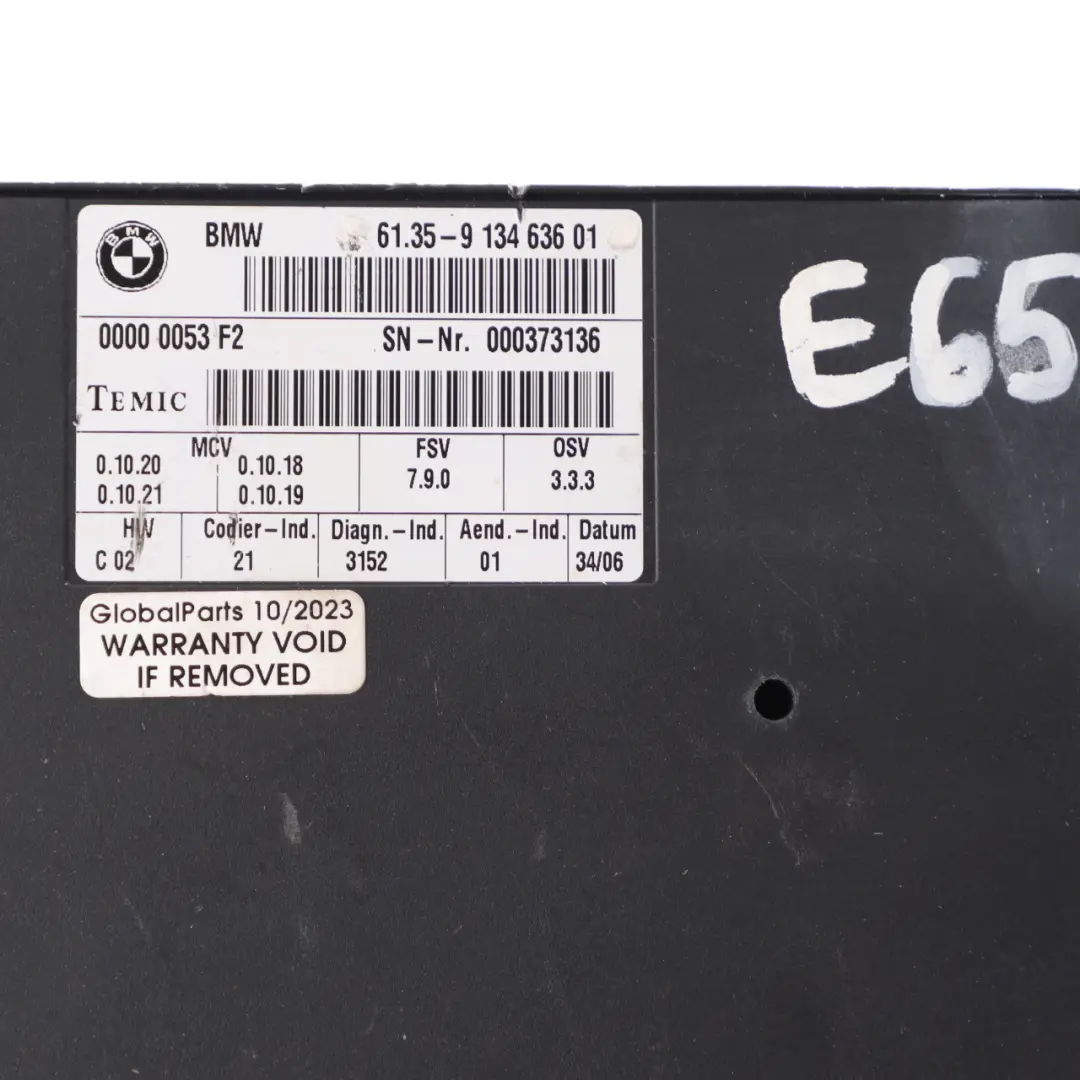 BMW
BMW 61.35-9 134 636 01
0000 0053 F2 SN-Nr. 000373136
TEMIC
MCV FSV OSV
0.10.20 0.10.18 7.9.0 3.3.3
0.10.21 0.10.19
HW Codier-Ind. Diagn.-Ind. Aend.-Ind. Datum
C 02 21 3152 01 34/06
E65
GlobalParts 10/2023
WARRANTY VOID
IF REMOVED